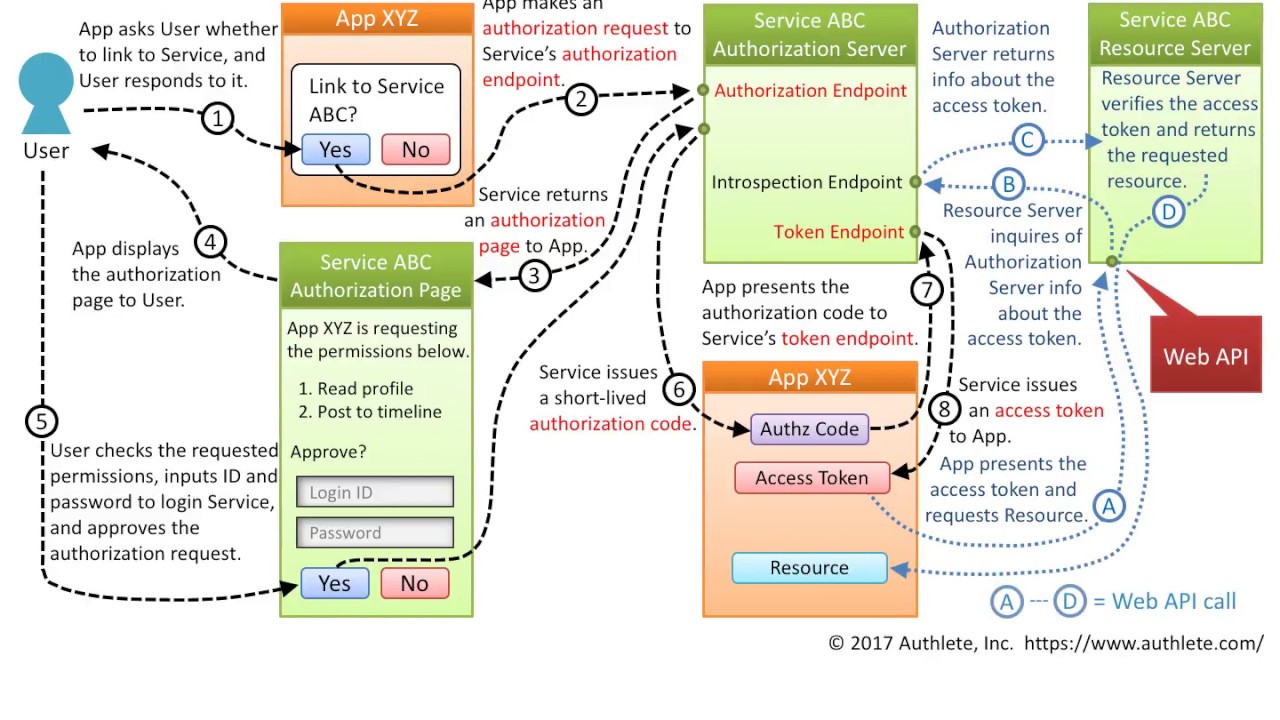 App asks User whether
to link to Service, and
User responds to it.
1
User
App XYZ
Link to Service
ABC?
Yes
No
App makes an
authorization request to
Service's authorization
endpoint.
2
Service ABC
Authorization Server
Authorization Endpoint
Introspection Endpoint
Token Endpoint
Service returns
an authorization
page to App.
3
App displays
the authorization
page to User.
4
Service ABC
Authorization Page
App XYZ is requesting
the permissions below.
1. Read profile
2. Post to timeline
Approve?
Login ID
Password
Yes
No
5
User checks the requested
permissions, inputs ID and
password to login Service,
and approves the
authorization request.
Service issues
a short-lived
authorization code.
6
App presents the
authorization code to
Service's token endpoint.
7
App XYZ
Authz Code
Access Token
Resource
8
Service issues
an access token
to App.
App presents the
access token and
requests Resource.
A
Resource Server
inquires of
Authorization
Server info
about the
access token.
B
Authorization
Server returns
info about the
access token.
C
Service ABC
Resource Server
Resource Server
verifies the access
token and returns
the requested
resource.
D
Web API
A --- D = Web API call
© 2017 Authlete, Inc. https://www.authlete.com/